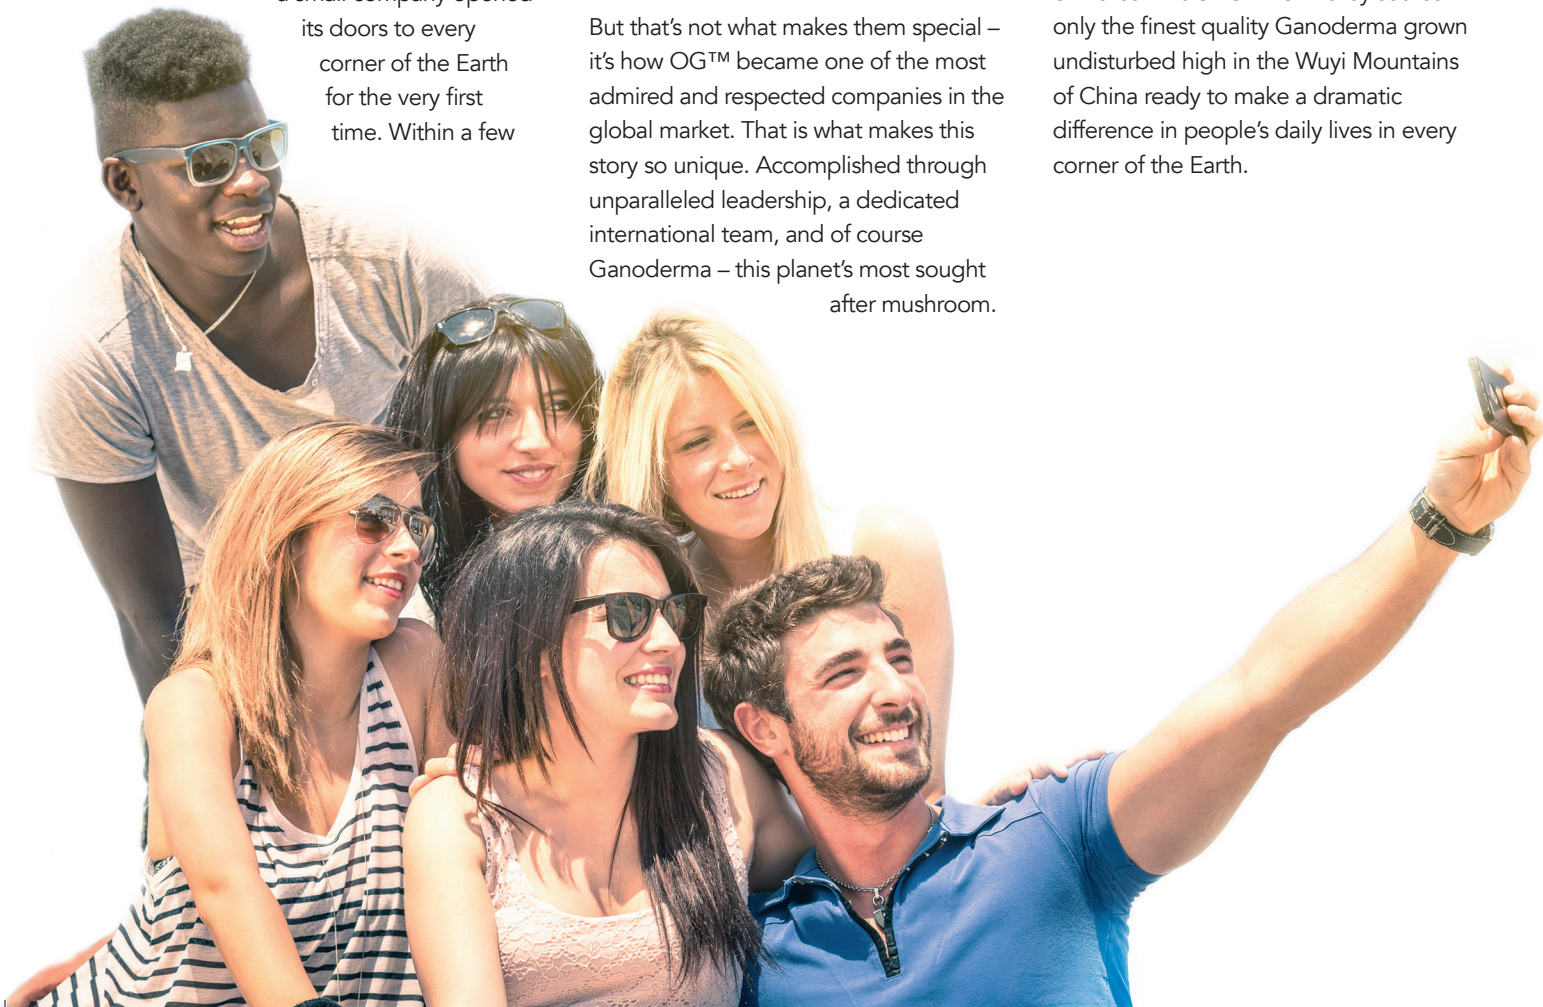 a small company opened
its doors to every
corner of the Earth
for the very first
time. Within a few
But that’s not what makes them special –
it’s how OG™ became one of the most
admired and respected companies in the
global market. That is what makes this
story so unique. Accomplished through
unparalleled leadership, a dedicated
international team, and of course
Ganoderma – this planet’s most sought
after mushroom.
only the finest quality Ganoderma grown
undisturbed high in the Wuyi Mountains
of China ready to make a dramatic
difference in people’s daily lives in every
corner of the Earth.